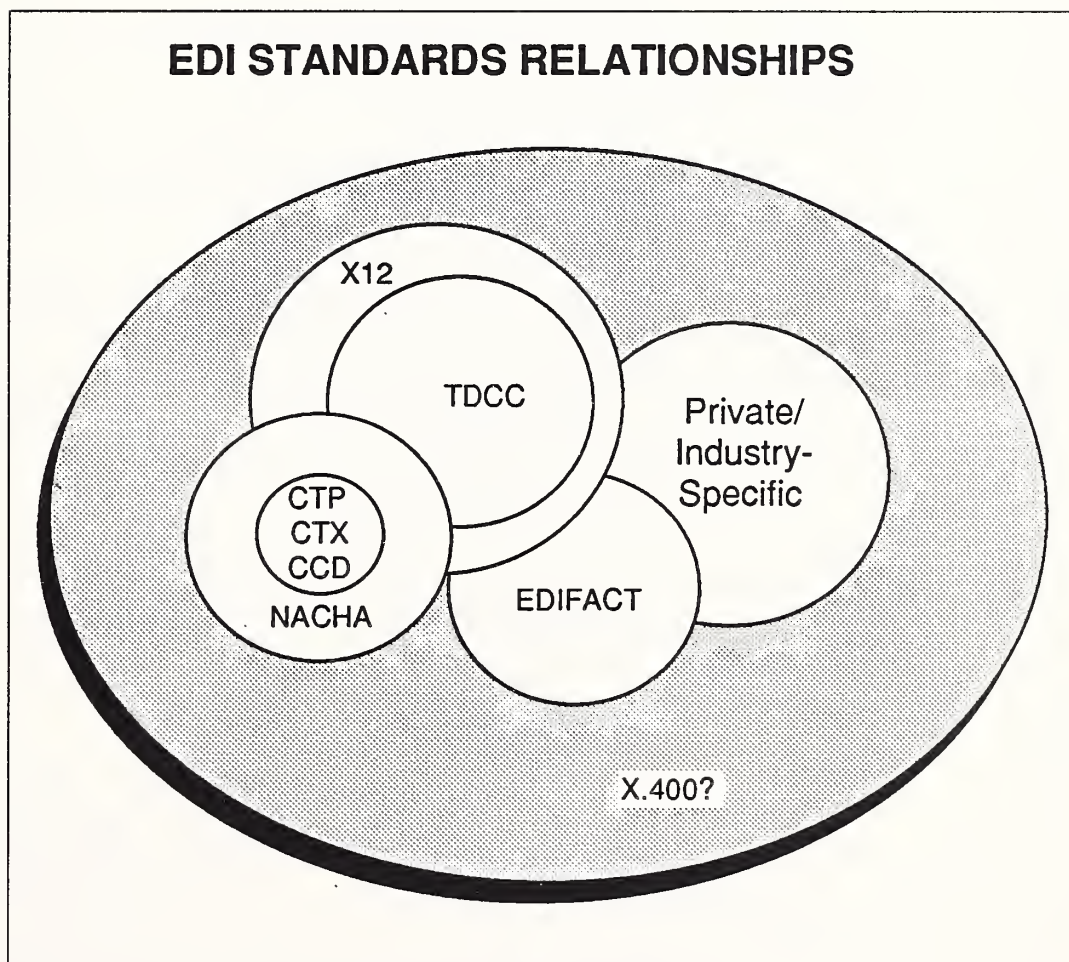 EDI STANDARDS RELATIONSHIPS
X12
TDCC
Private/
Industry-
Specific
CTP
CTX
CCD
NACHA
EDIFACT
X.400?